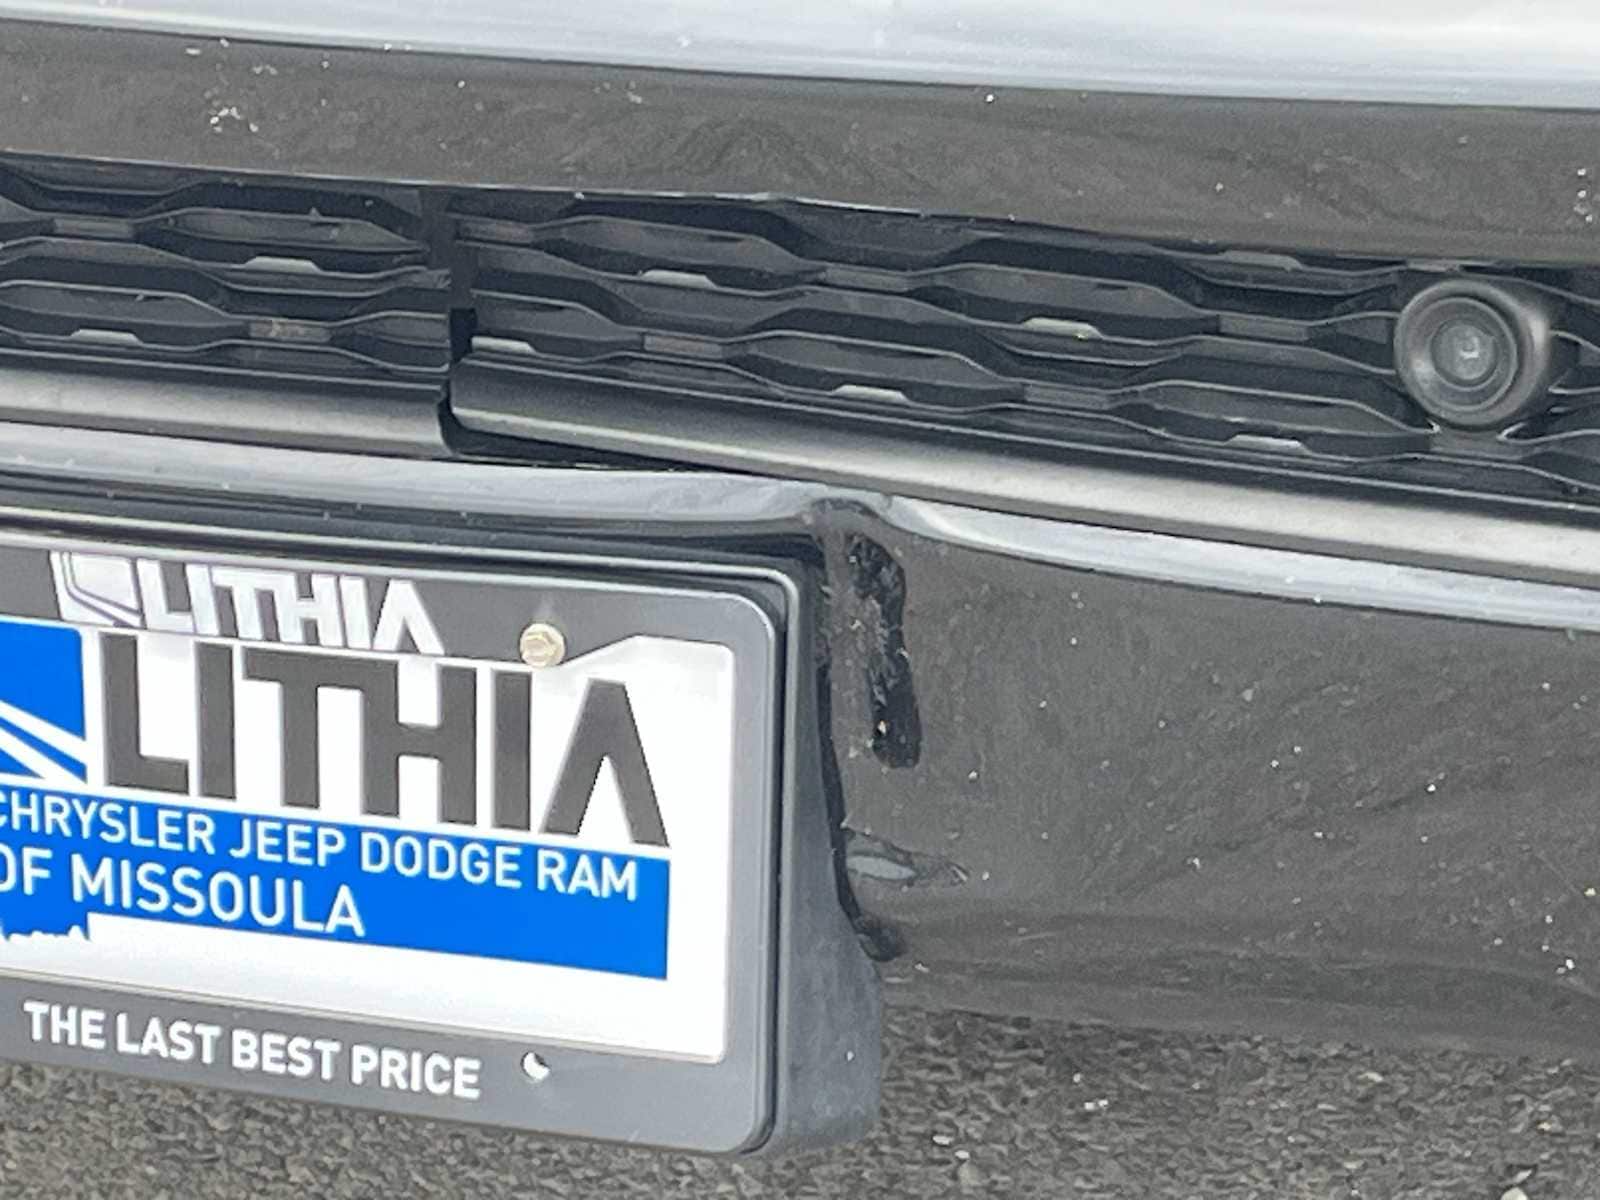 LITHIA
LITHIA
CHRYSLER JEEP DODGE RAM
OF MISSOULA
THE LAST BEST PRICE